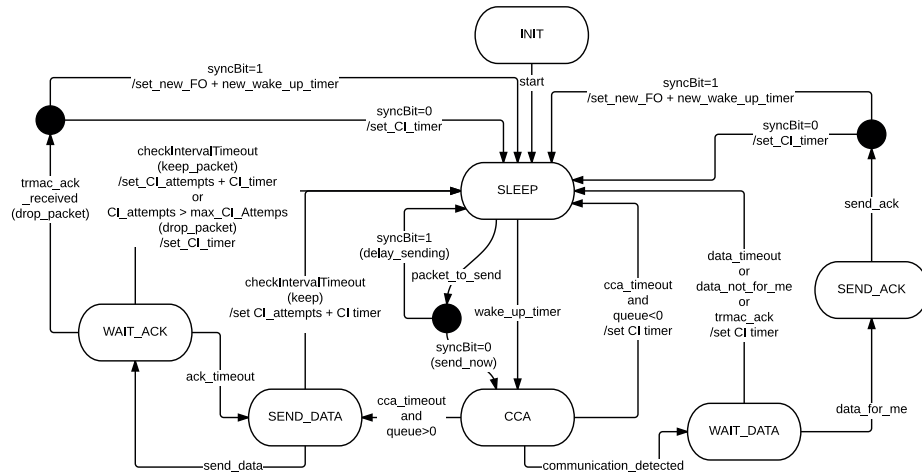 INIT
start
syncBit=1
/set_new_FO + new_wake_up_timer
syncBit=0
/set_CI_timer
syncBit=1
/set_new_FO + new_wake_up_timer
syncBit=0
/set_CI_timer
trmac_ack
_received
(drop_packet)
checkIntervalTimeout
(keep_packet)
/set_CI_attempts + CI_timer
or
CI_attempts > max_CI_Attemps
(drop_packet)
/set_CI_timer
SLEEP
send_ack
syncBit=1
(delay_sending)
packet_to_send
checkIntervalTimeout
(keep)
/set CI_attempts + CI timer
wake_up_timer
cca_timeout
and
queue<0
/set CI timer
data_timeout
or
data_not_for_me
or
trmac_ack
/set CI timer
SEND_ACK
WAIT_ACK
syncBit=0
(send_now)
ack_timeout
SEND_DATA
cca_timeout
and
queue>0
CCA
WAIT_DATA
data_for_me
send_data
communication_detected